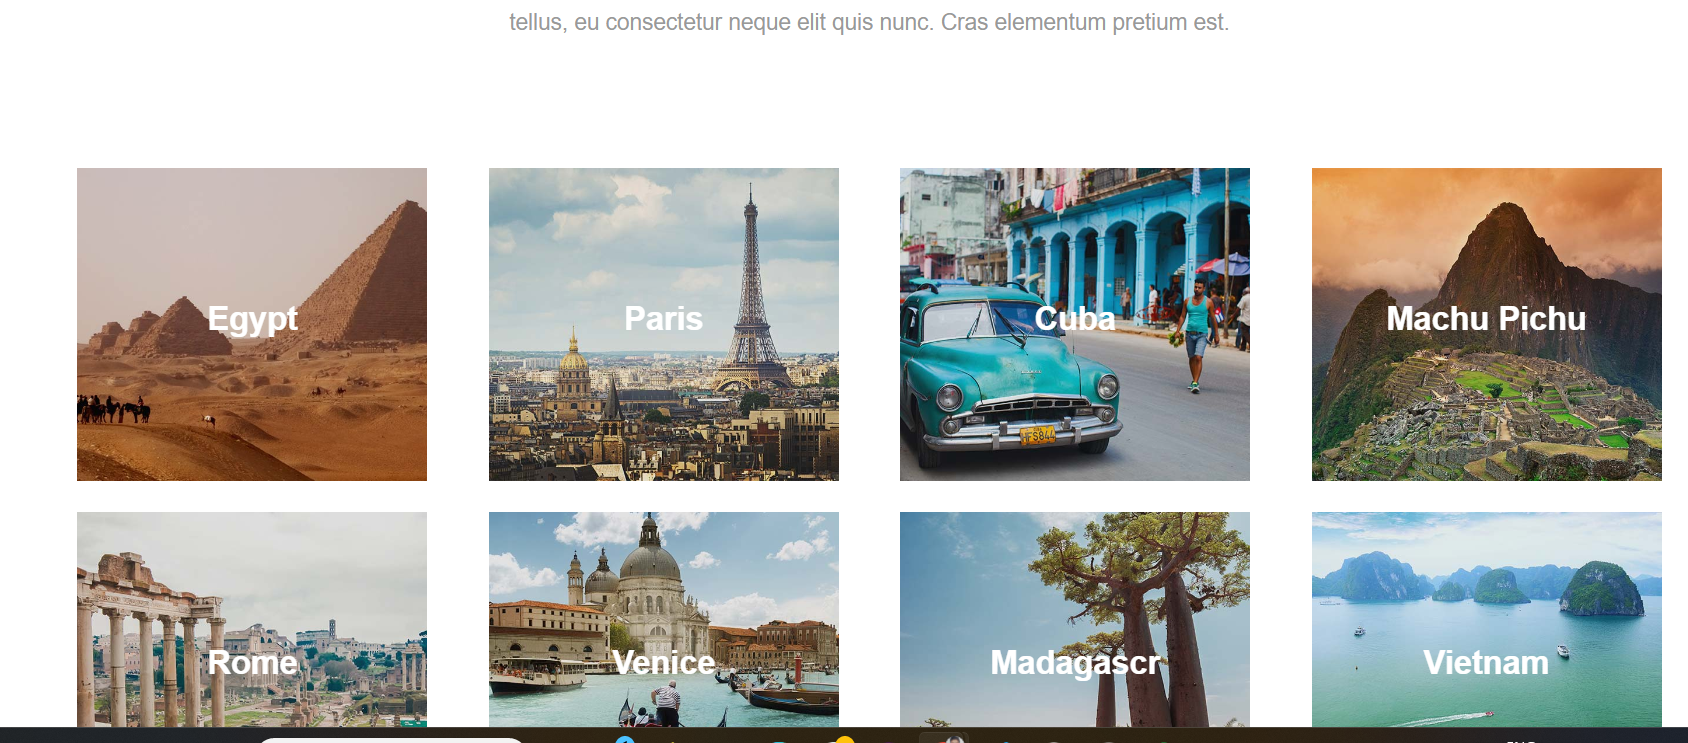 tellus, eu consectetur neque elit quis nunc. Cras elementum pretium est.
Egypt
Paris
Cuba
Machu Pichu
Rome
Venice
Madagascr
Vietnam